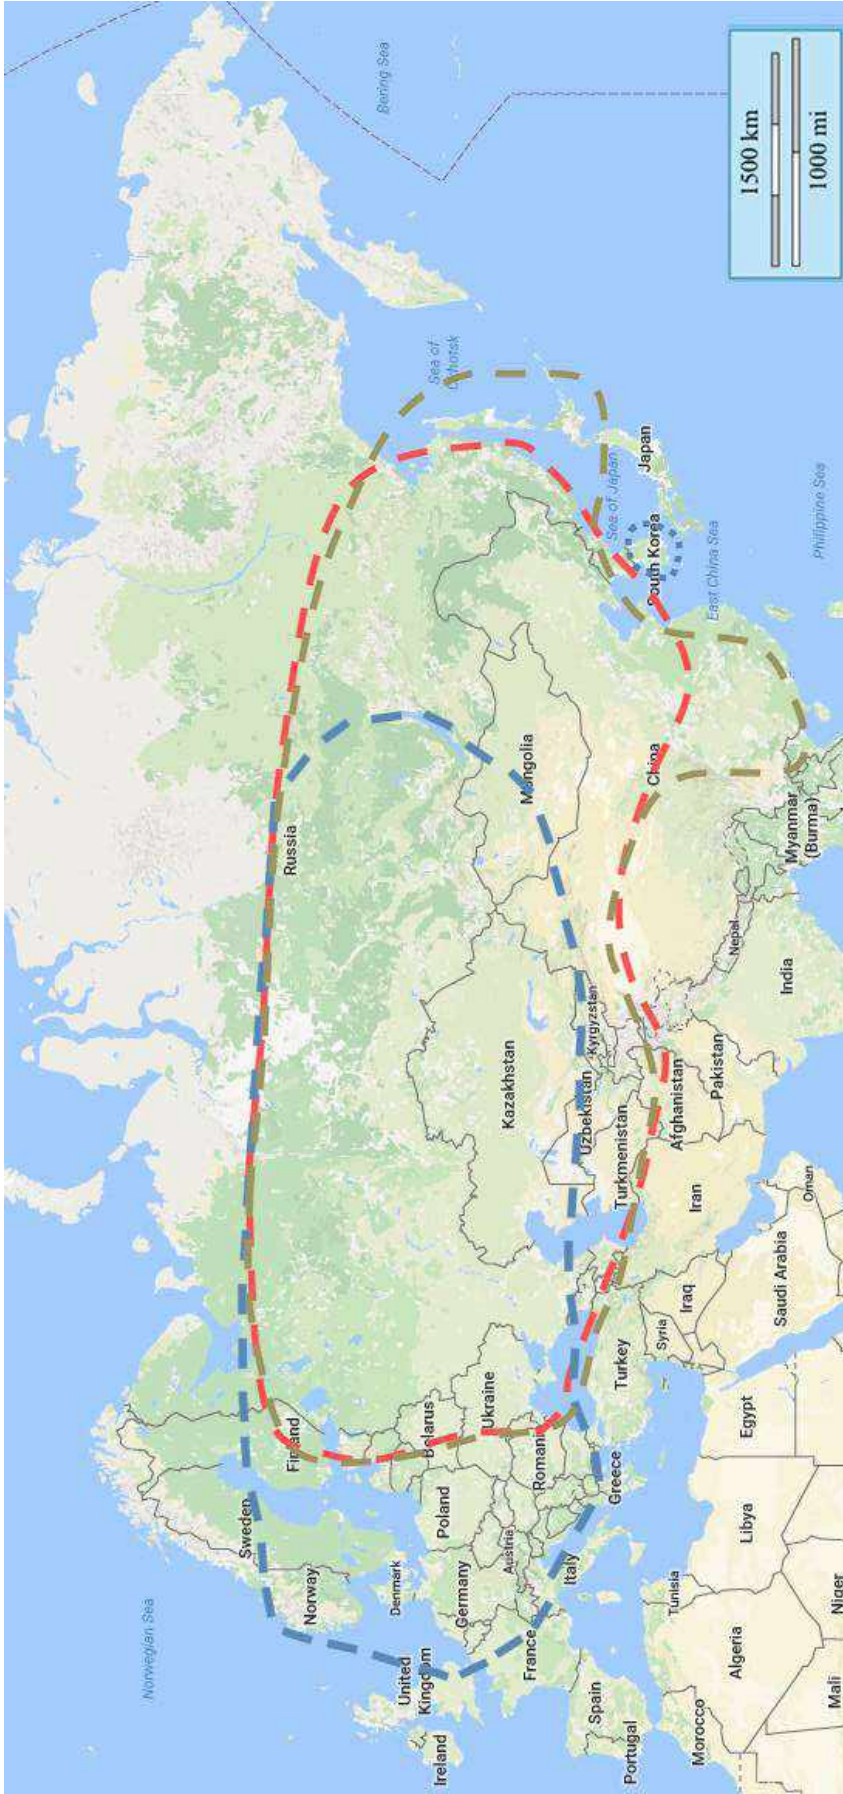 Bering Sea
Norwegian Sea
Sea of
Okhotsk
Russia
Sweden
Finland
Norway
Denmark
United
Kingdom
Ireland
Belarus
Poland
Germany
Ukraine
Austria
France
Romani
Italy
Spain
Portugal
Greece
Kazakhstan
Mongolia
Uzbekistan
Kyrgyzstan
Turkmenistan
Turkey
Syria
Iraq
Iran
Afghanistan
Pakistan
China
Nepal
India
Myanmar
(Burma)
Sea of Japan
Japan
South Korea
East China Sea
Philippine Sea
Saudi Arabia
Oman
Egypt
Libya
Tunisia
Algeria
Morocco
Niger
Mali
1500 km
1000 mi